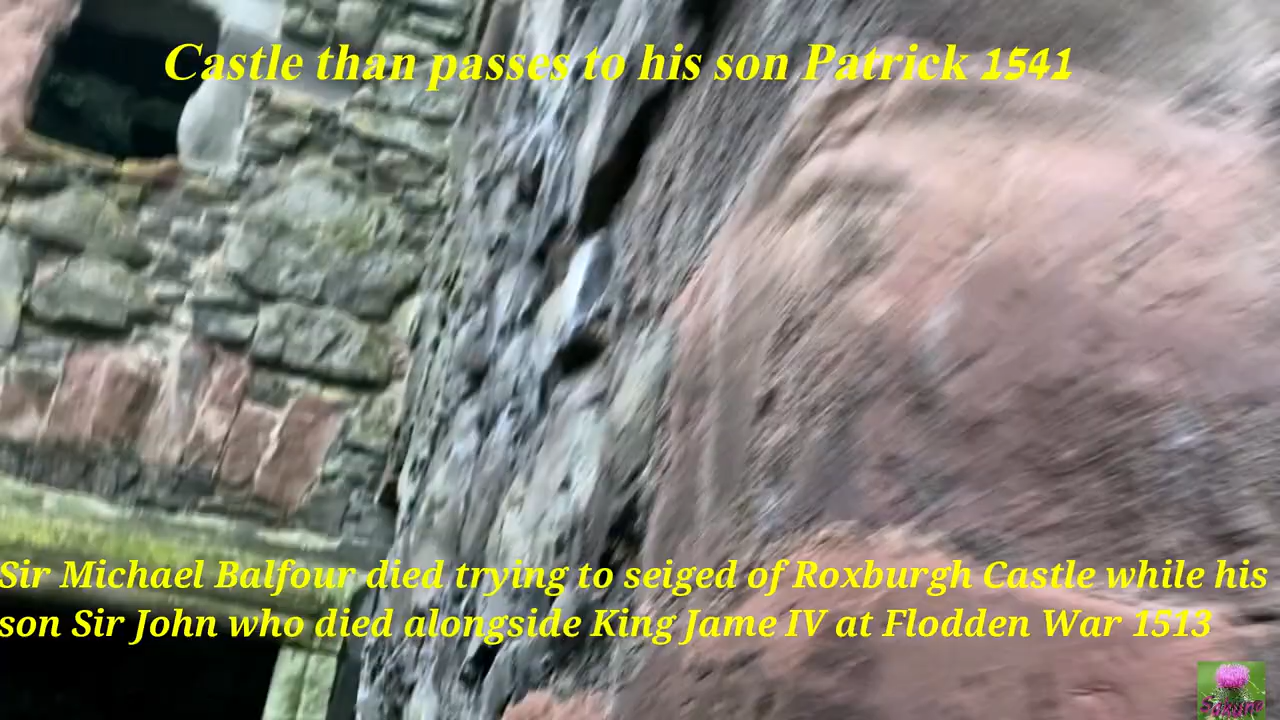 Castle than passes to his son Patrick 1541
Sir Michael Balfour died trying to seiged of Roxburgh Castle while his
son Sir John who died alongside King Jame IV at Flodden War 1513
Sakura